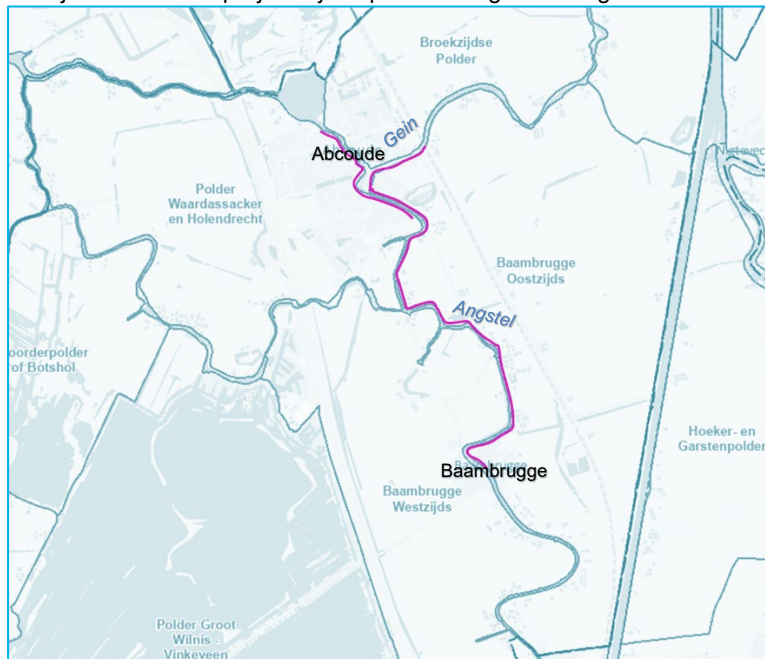 Broekzijdse
Polder
Gein
Abcoude
Polder
Waardassacker
en Holendrecht
Baambrugge
Oostzijds
Angstel
oorderpolder
of Botshol
Hoeker- en
Garstenpolder
Baambrugge
Baambrugge
Westzijds
Polder Groot
Wilnis -
Vinkeveen